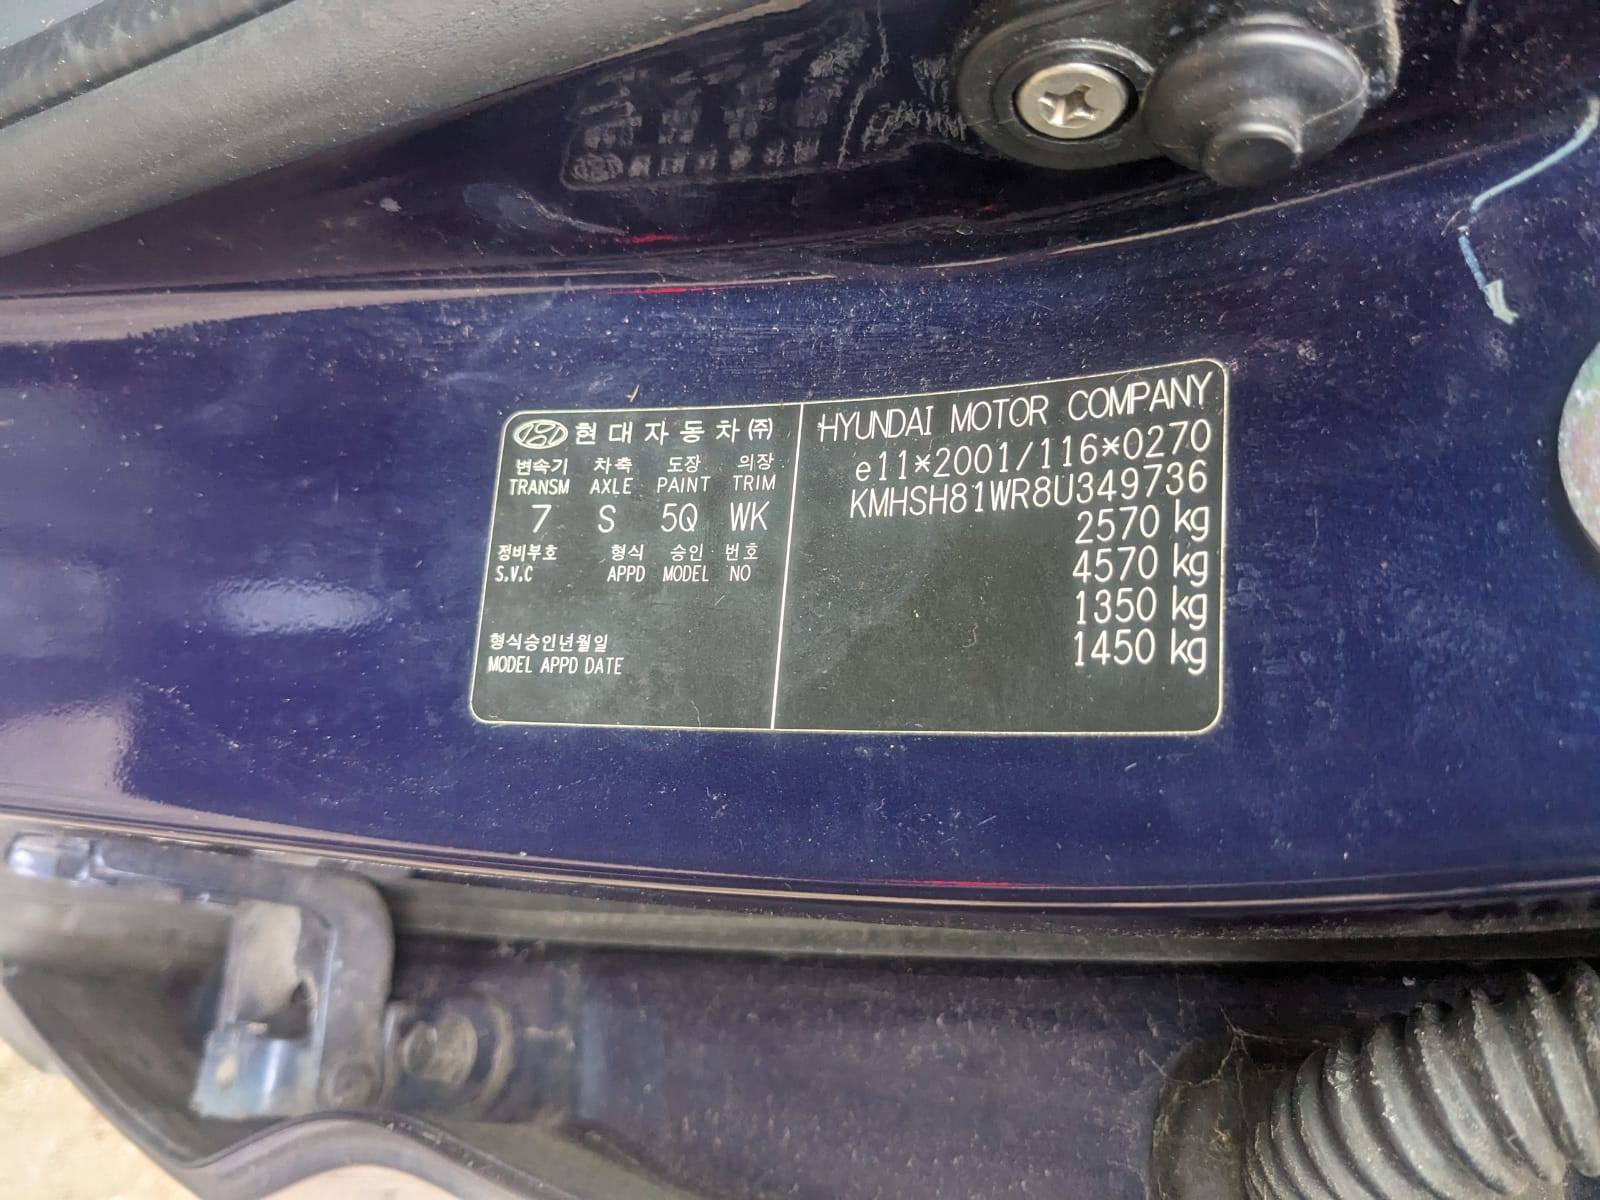 현대자동차(주)
변속기 차축 도장 의장
TRANSM AXLE PAINT TRIM
7 S 5Q WK
정비부호 형식 승인 번호
S.V.C APPD MODEL NO
형식승인년월일
MODEL APPD DATE
HYUNDAI MOTOR COMPANY
e11*2001/116*0270
KMHSH81WR8U349736
2570 kg
4570 kg
1350 kg
1450 kg